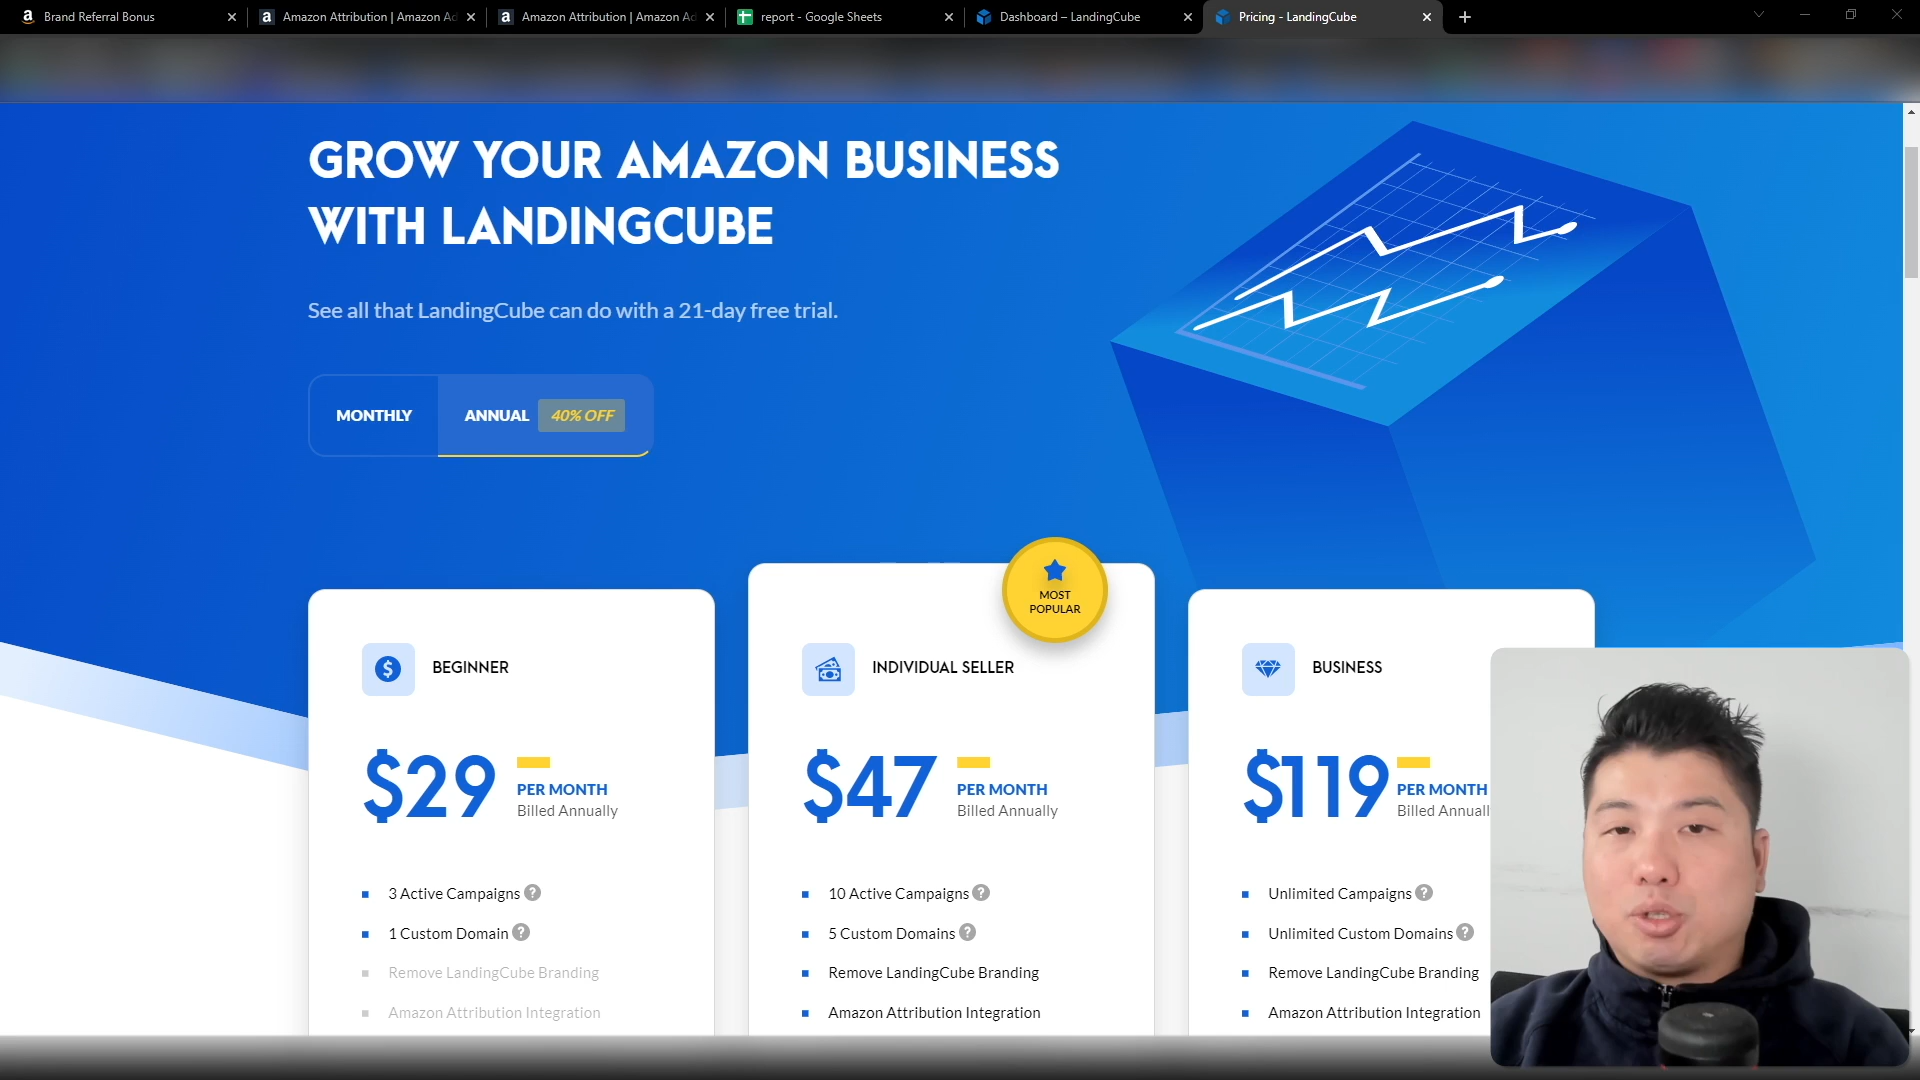 Brand Referral Bonus
Amazon Attribution | Amazon Ad
Amazon Attribution | Amazon Ad
report - Google Sheets
Dashboard – LandingCube
Pricing - LandingCube
GROW YOUR AMAZON BUSINESS
WITH LANDINGCUBE
See all that LandingCube can do with a 21-day free trial.
MONTHLY
ANNUAL
40% OFF
MOST
POPULAR
BEGINNER
$29
PER MONTH
Billed Annually
3 Active Campaigns ?
1 Custom Domain ?
Remove LandingCube Branding
Amazon Attribution Integration
INDIVIDUAL SELLER
$47
PER MONTH
Billed Annually
10 Active Campaigns ?
5 Custom Domains ?
Remove LandingCube Branding
Amazon Attribution Integration
BUSINESS
$119
PER MONTH
Billed Annuall
Unlimited Campaigns ?
Unlimited Custom Domains ?
Remove LandingCube Branding
Amazon Attribution Integration